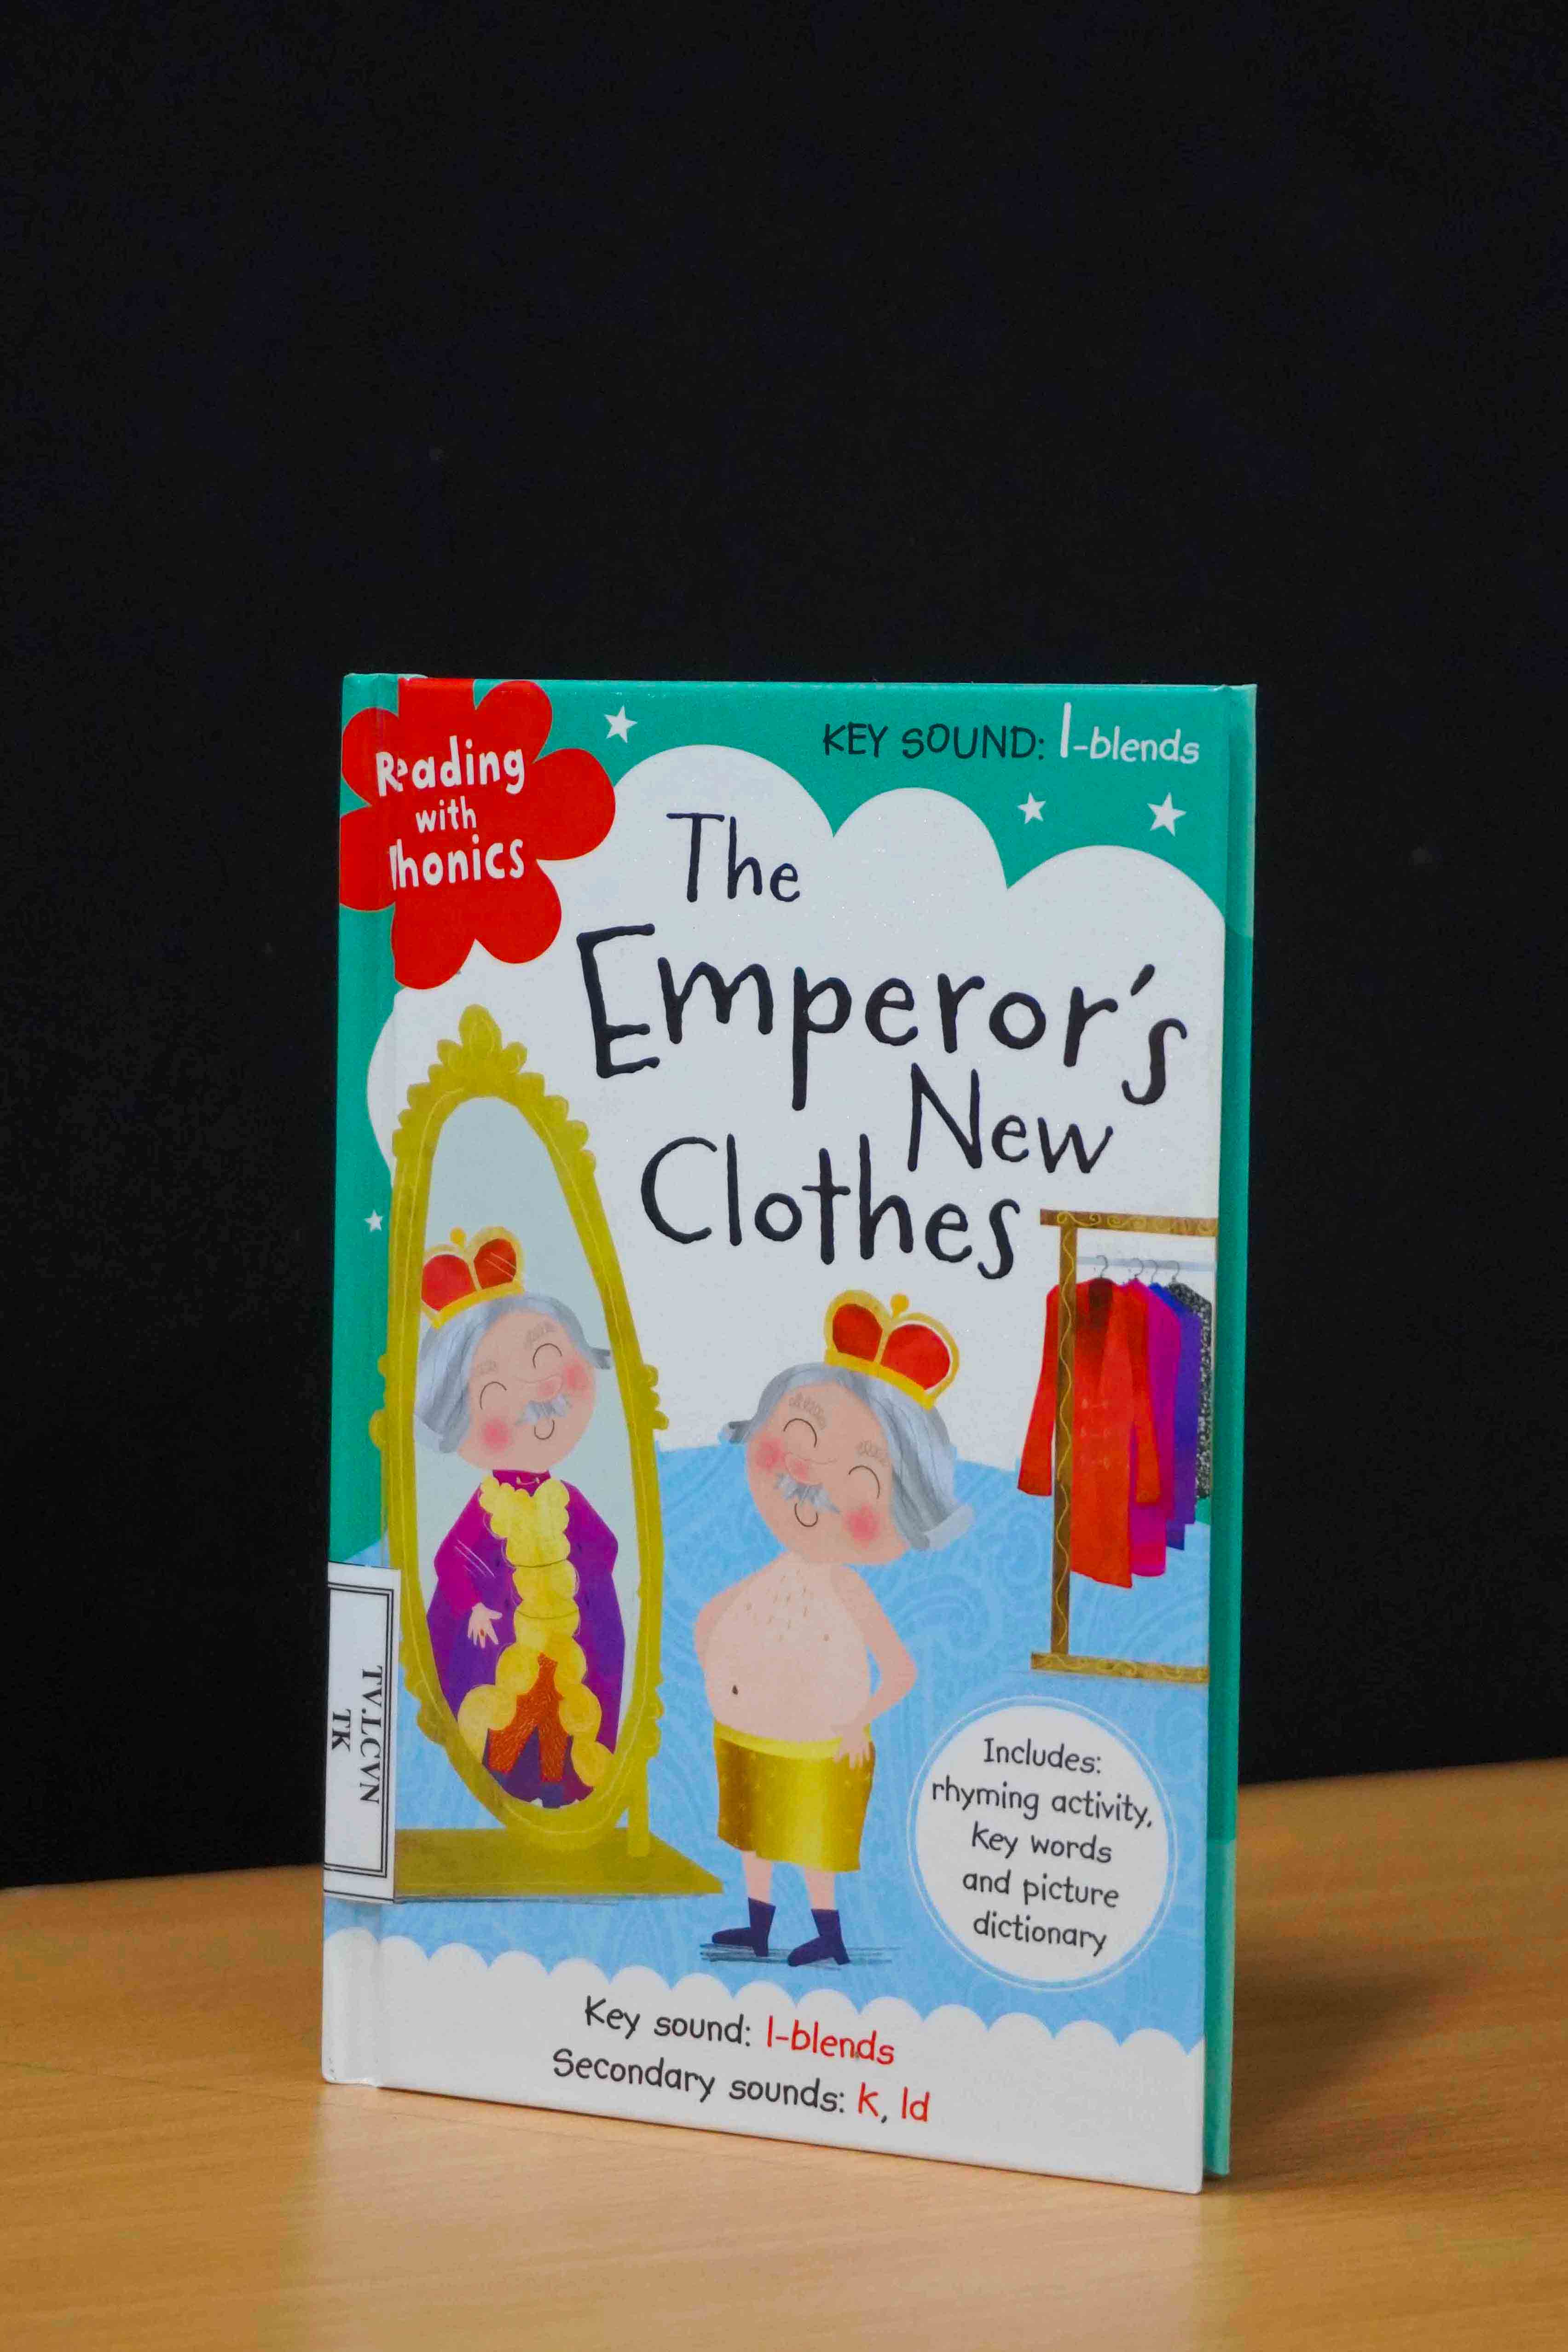 Reading
with
Phonics
KEY SOUND: l-blends
The
Emperor's
New
Clothes
TV.LCVN
TK
Includes:
rhyming activity,
key words
and picture
dictionary
Key sound: l-blends
Secondary sounds: k, ld